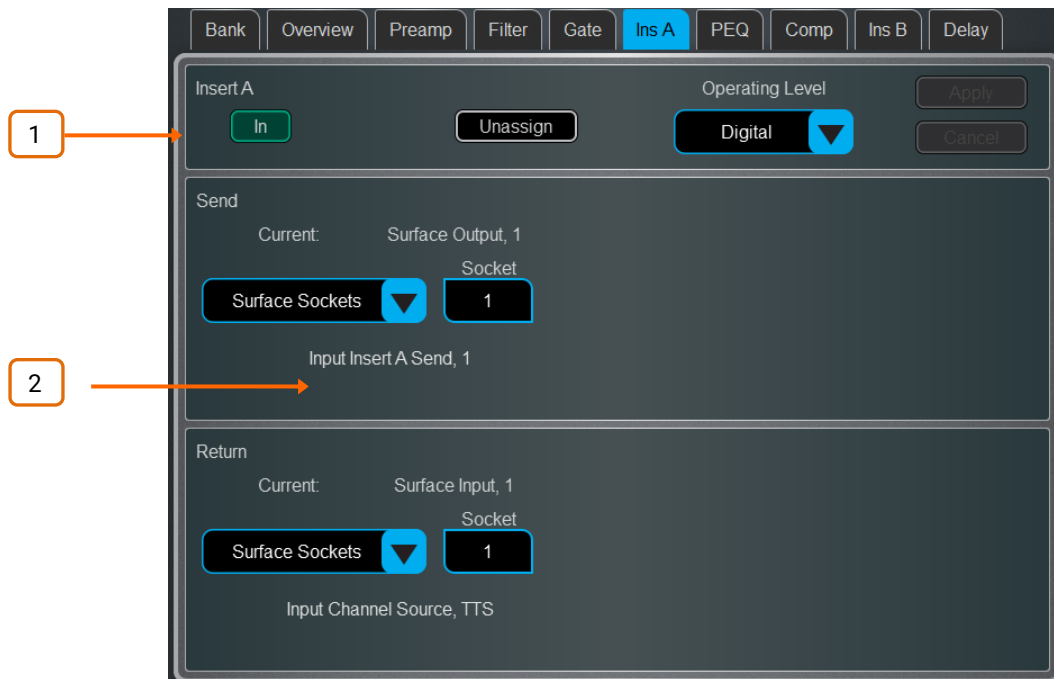 Bank Overview Preamp Filter Gate Ins A PEQ Comp Ins B Delay
Insert A Operating Level Apply
1 In Unassign Digital Cancel
Send
Current: Surface Output, 1
Socket
Surface Sockets 1
Input Insert A Send, 1
2
Return
Current: Surface Input, 1
Socket
Surface Sockets 1
Input Channel Source, TTS